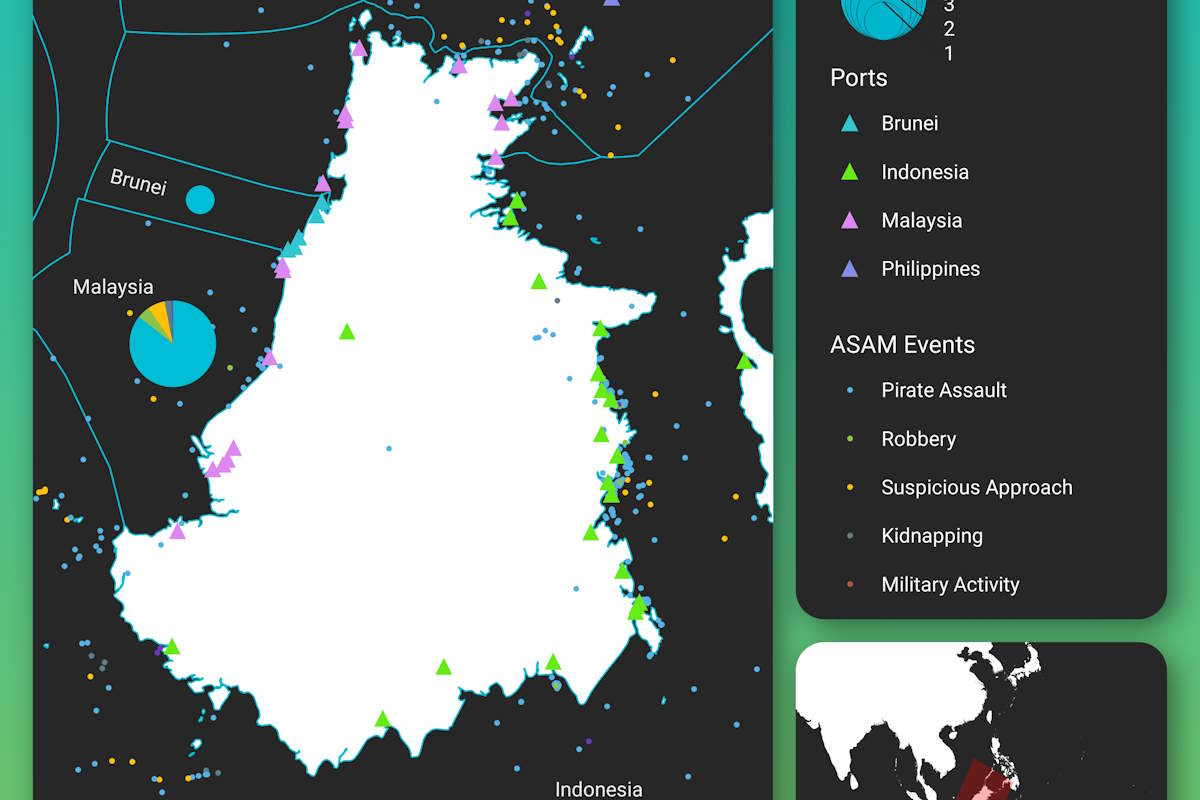 Brunei
Malaysia
Indonesia
3
2
1
Ports
Brunei
Indonesia
Malaysia
Philippines
ASAM Events
Pirate Assault
Robbery
Suspicious Approach
Kidnapping
Military Activity